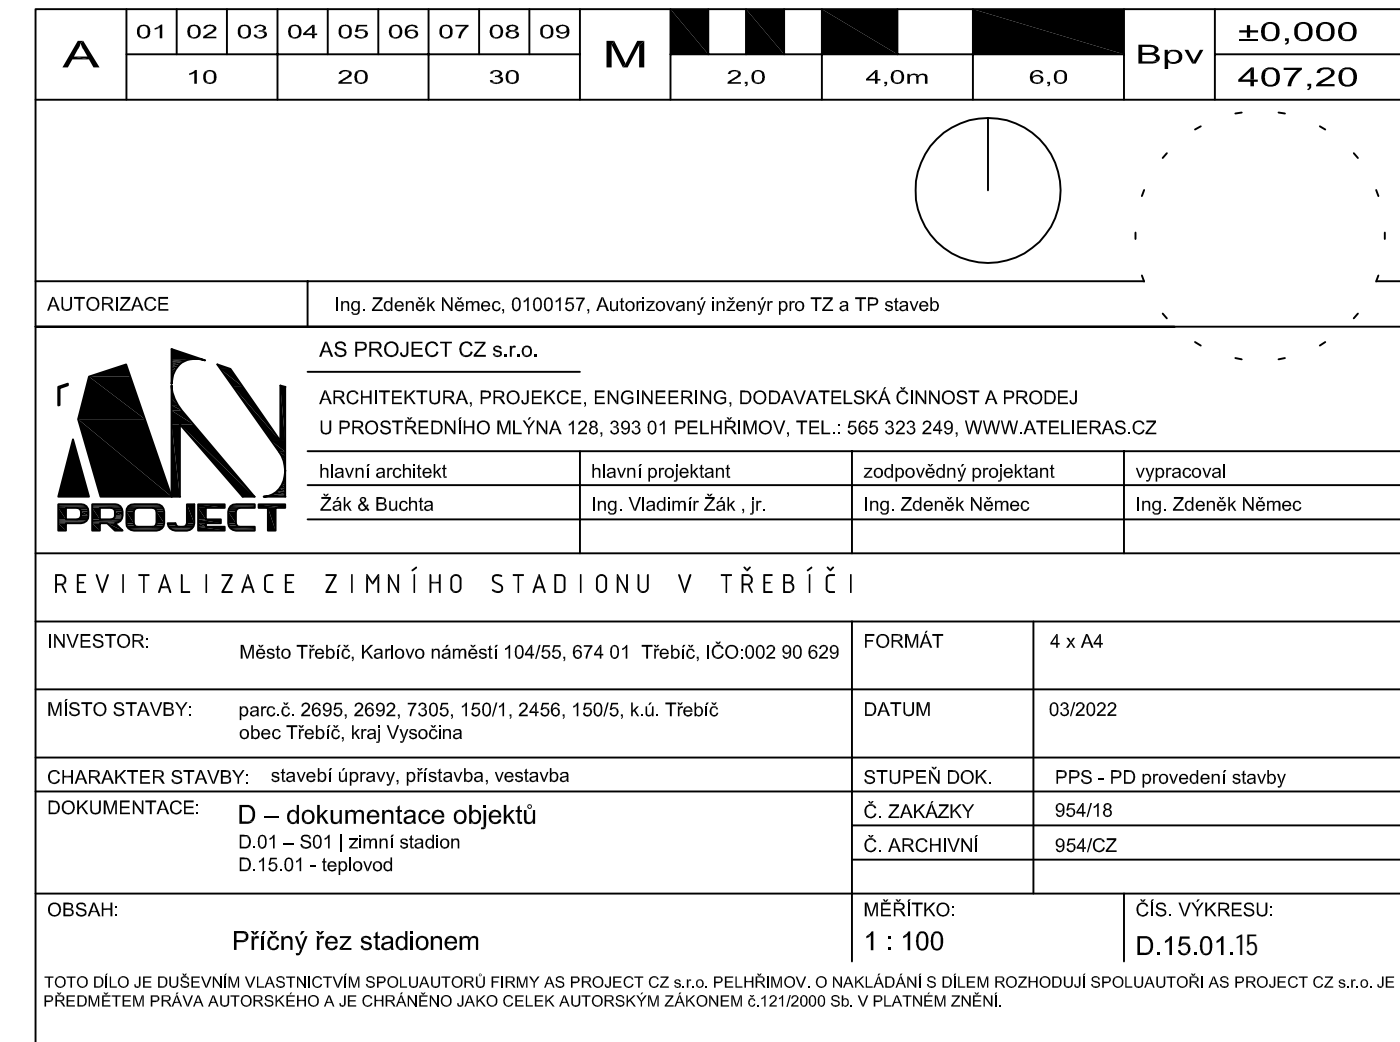 A 01 02 03 04 05 06 07 08 09 M Bpv ±0,000
10 20 30 2,0 4,0m 6,0 407,20
AUTORIZACE Ing. Zdeněk Němec, 0100157, Autorizovaný inženýr pro TZ a TP staveb
AS PROJECT CZ s.r.o.
ARCHITEKTURA, PROJEKCE, ENGINEERING, DODAVATELSKÁ ČINNOST A PRODEJ
U PROSTŘEDNÍHO MLÝNA 128, 393 01 PELHŘIMOV, TEL.: 565 323 249, WWW.ATELIERAS.CZ
hlavní architekt hlavní projektant zodpovědný projektant vypracoval
Žák & Buchta Ing. Vladimír Žák , jr. Ing. Zdeněk Němec Ing. Zdeněk Němec
PROJECT
REVITALIZACE ZIMNÍHO STADIONU V TŘEBÍČI
INVESTOR: Město Třebíč, Karlovo náměstí 104/55, 674 01 Třebíč, IČO:002 90 629 FORMÁT 4 x A4
MÍSTO STAVBY: parc.č. 2695, 2692, 7305, 150/1, 2456, 150/5, k.ú. Třebíč DATUM 03/2022
obec Třebíč, kraj Vysočina
CHARAKTER STAVBY: stavebí úpravy, přístavba, vestavba STUPEŇ DOK. PPS - PD provedení stavby
DOKUMENTACE: D – dokumentace objektů Č. ZAKÁZKY 954/18
D.01 – S01 | zimní stadion Č. ARCHIVNÍ 954/CZ
D.15.01 - teplovod
OBSAH: MĚŘÍTKO: ČÍS. VÝKRESU:
Příčný řez stadionem 1 : 100 D.15.01.15
TOTO DÍLO JE DUŠEVNÍM VLASTNICTVÍM SPOLUAUTORŮ FIRMY AS PROJECT CZ s.r.o. PELHŘIMOV. O NAKLÁDÁNÍ S DÍLEM ROZHODUJÍ SPOLUAUTOŘI AS PROJECT CZ s.r.o. JE
PŘEDMĚTEM PRÁVA AUTORSKÉHO A JE CHRÁNĚNO JAKO CELEK AUTORSKÝM ZÁKONEM č.121/2000 Sb. V PLATNÉM ZNĚNÍ.